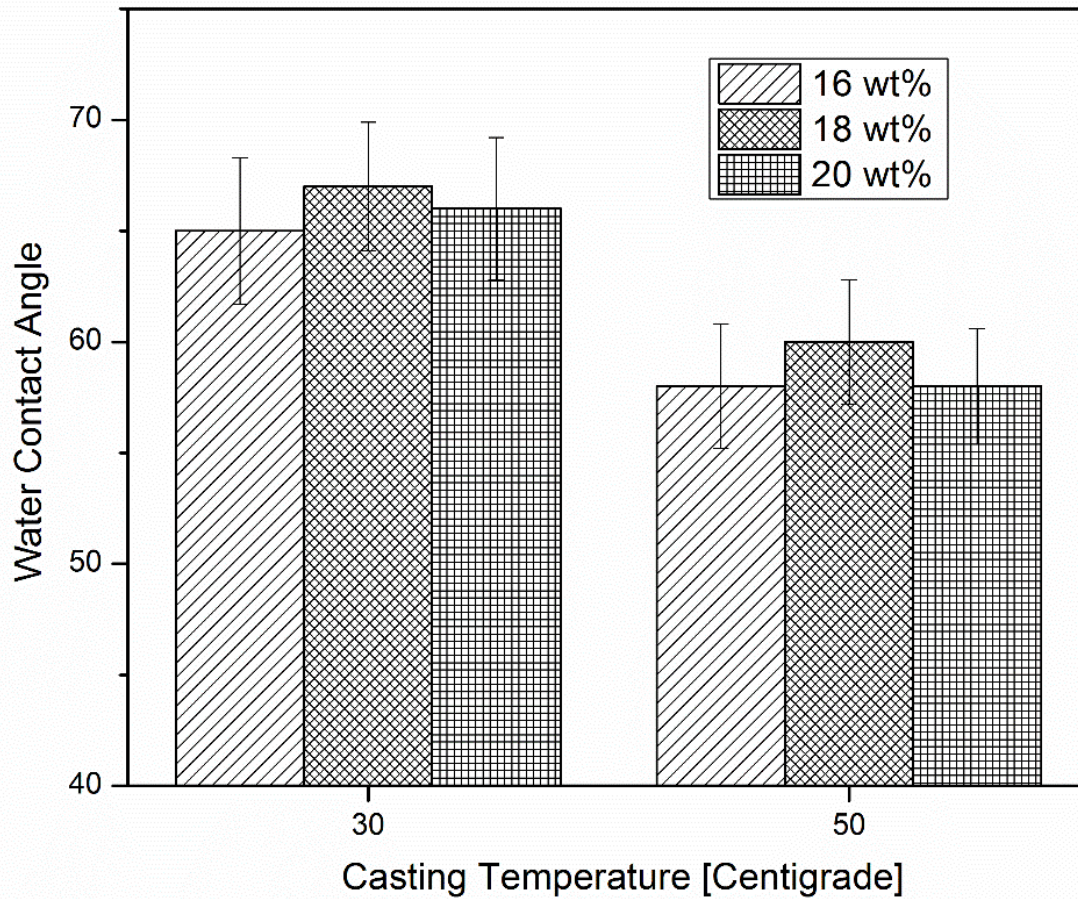 16 wt%
18 wt%
20 wt%
70
60
50
40
Water Contact Angle
30
50
Casting Temperature [Centigrade]